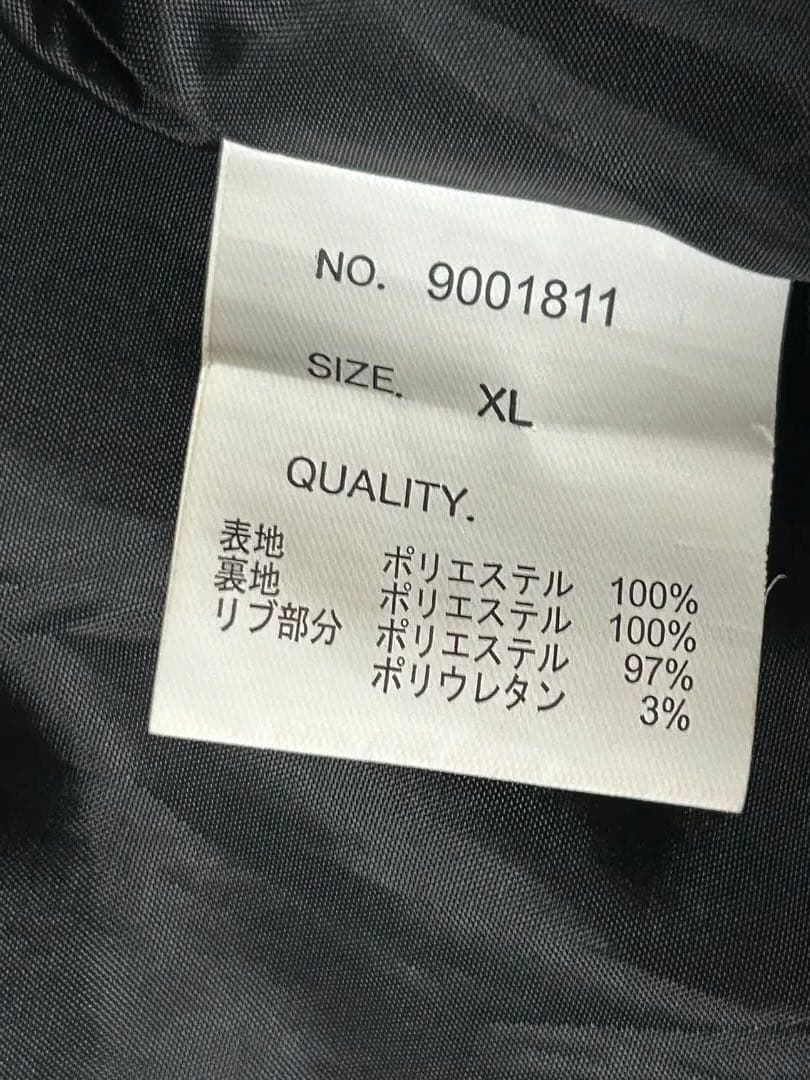 NO. 9001811
SIZE. XL
QUALITY.
表地 ポリエステル 100%
裏地 ポリエステル 100%
リブ部分 ポリエステル 97%
ポリウレタン 3%